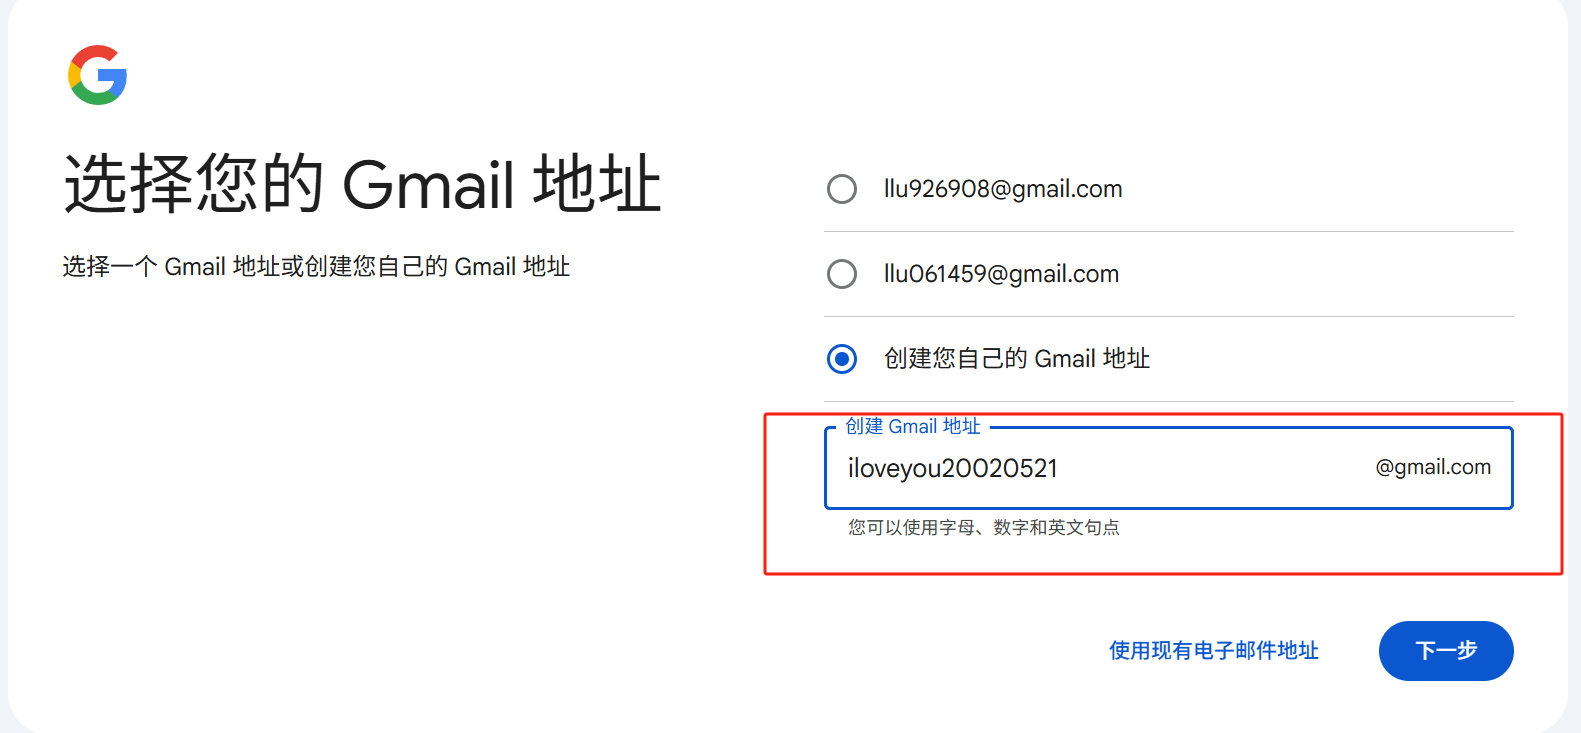 选择您的 Gmail 地址
选择一个 Gmail 地址或创建您自己的 Gmail 地址
llu926908@gmail.com
llu061459@gmail.com
创建您自己的 Gmail 地址
创建 Gmail 地址
iloveyou20020521 @gmail.com
您可以使用字母、数字和英文句点
使用现有电子邮件地址 下一步